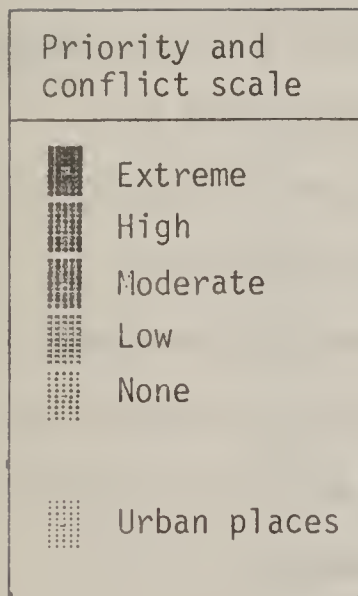 Priority and
conflict scale
Extreme
High
Moderate
Low
None
Urban places